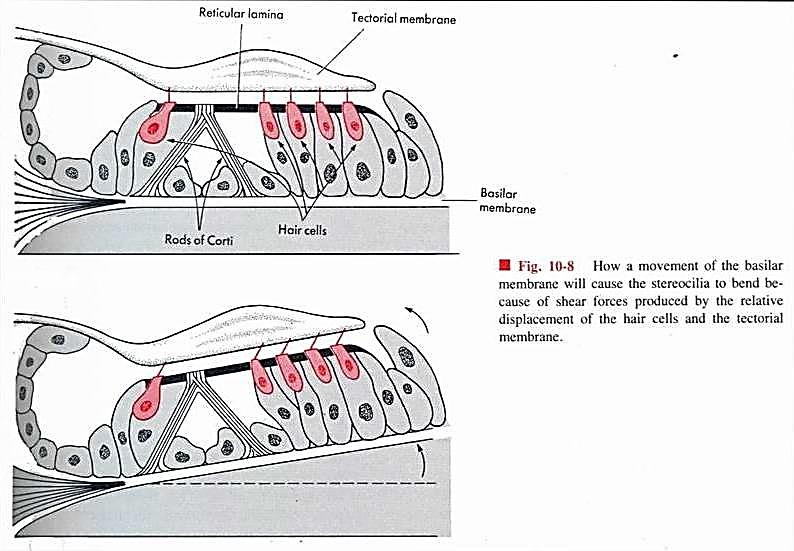 Reticular lamina
Tectorial membrane
Basilar
membrane
Rods of Corti
Hair cells
Fig. 10-8 How a movement of the basilar
membrane will cause the stereocilia to bend be-
cause of shear forces produced by the relative
displacement of the hair cells and the tectorial
membrane.